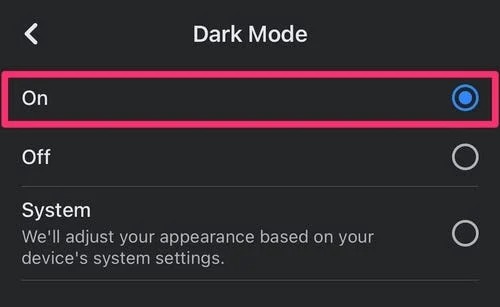 Dark Mode
On
Off
System
We'll adjust your appearance based on your
device's system settings.